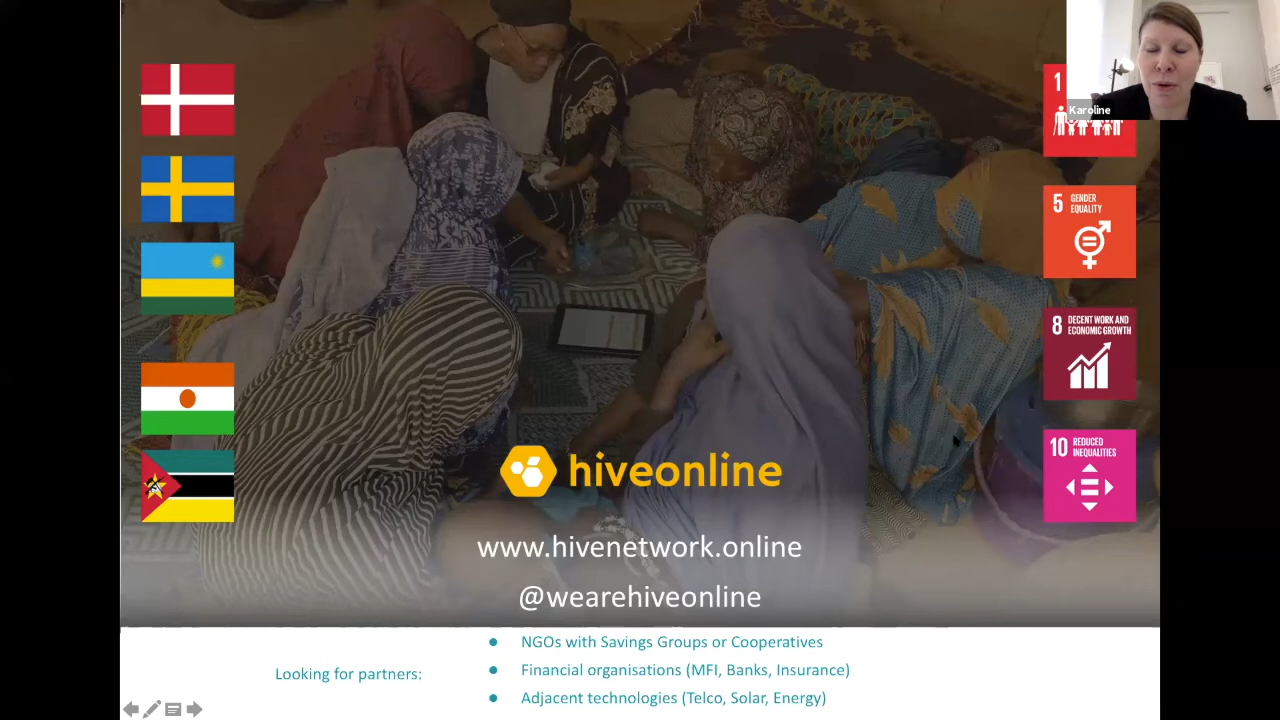 Karoline
1
5 GENDER
EQUALITY
8 DECENT WORK AND
ECONOMIC GROWTH
10 REDUCED
INEQUALITIES
hiveonline
www.hivenetwork.online
@wearehiveonline
Looking for partners:
• NGOs with Savings Groups or Cooperatives
• Financial organisations (MFI, Banks, Insurance)
• Adjacent technologies (Telco, Solar, Energy)